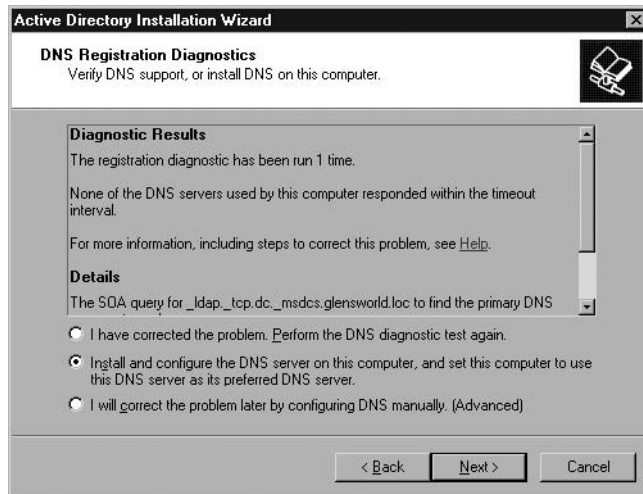 Active Directory Installation Wizard
DNS Registration Diagnostics
Verify DNS support, or install DNS on this computer.
Diagnostic Results
The registration diagnostic has been run 1 time.
None of the DNS servers used by this computer responded within the timeout
interval.
For more information, including steps to correct this problem, see Help.
Details
The SOA query for _ldap._tcp.dc._msdcs.glensworld.loc to find the primary DNS
I have corrected the problem. Perform the DNS diagnostic test again.
Install and configure the DNS server on this computer, and set this computer to use
this DNS server as its preferred DNS server.
I will correct the problem later by configuring DNS manually. (Advanced)
< Back
Next >
Cancel